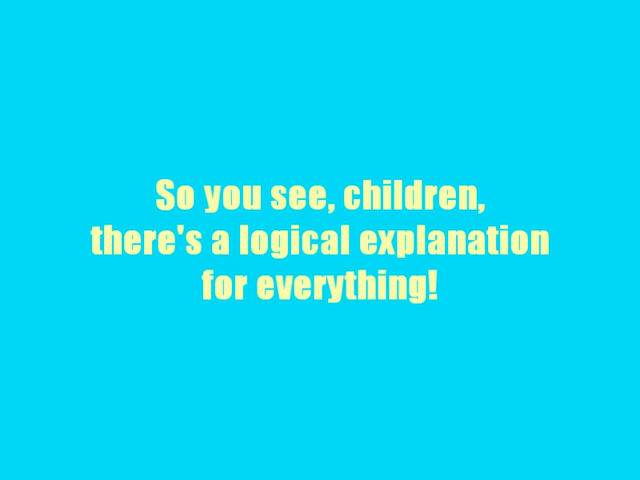 So you see, children,
there's a logical explanation
for everything!